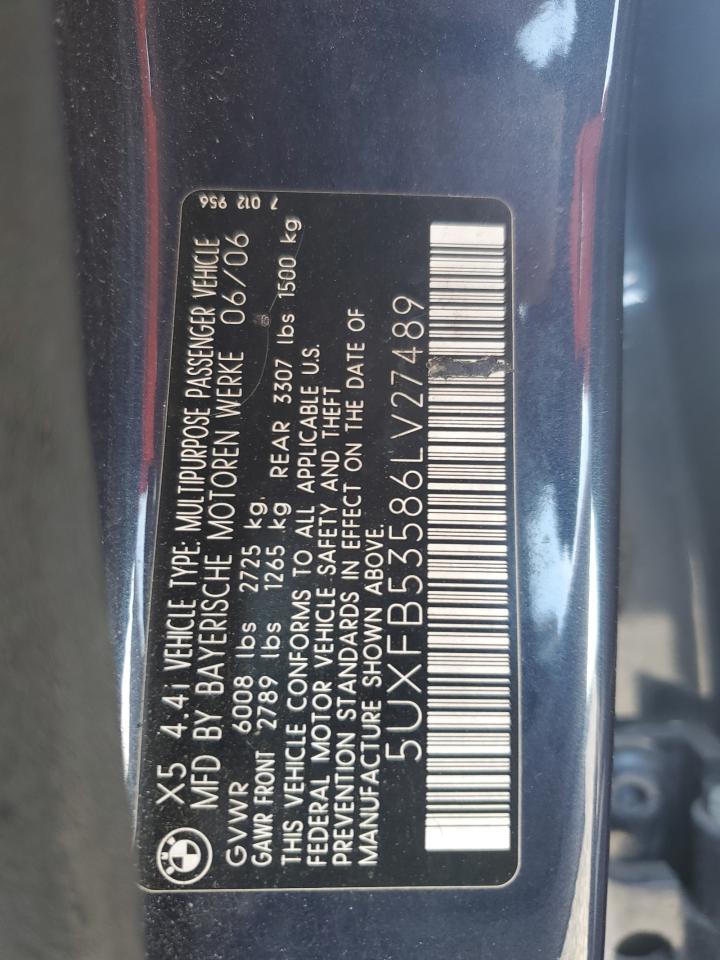 7 012 956
X5 4.4i VEHICLE TYPE: MULTIPURPOSE PASSENGER VEHICLE
MFD BY BAYERISCHE MOTOREN WERKE 06/06
GVWR 6008 lbs 2725 kg,
GAWR FRONT 2789 lbs 1265 kg REAR 3307 lbs 1500 kg
THIS VEHICLE CONFORMS TO ALL APPLICABLE U.S.
FEDERAL MOTOR VEHICLE SAFETY AND THEFT
PREVENTION STANDARDS IN EFFECT ON THE DATE OF
MANUFACTURE SHOWN ABOVE.
5UXFB53586LV27489